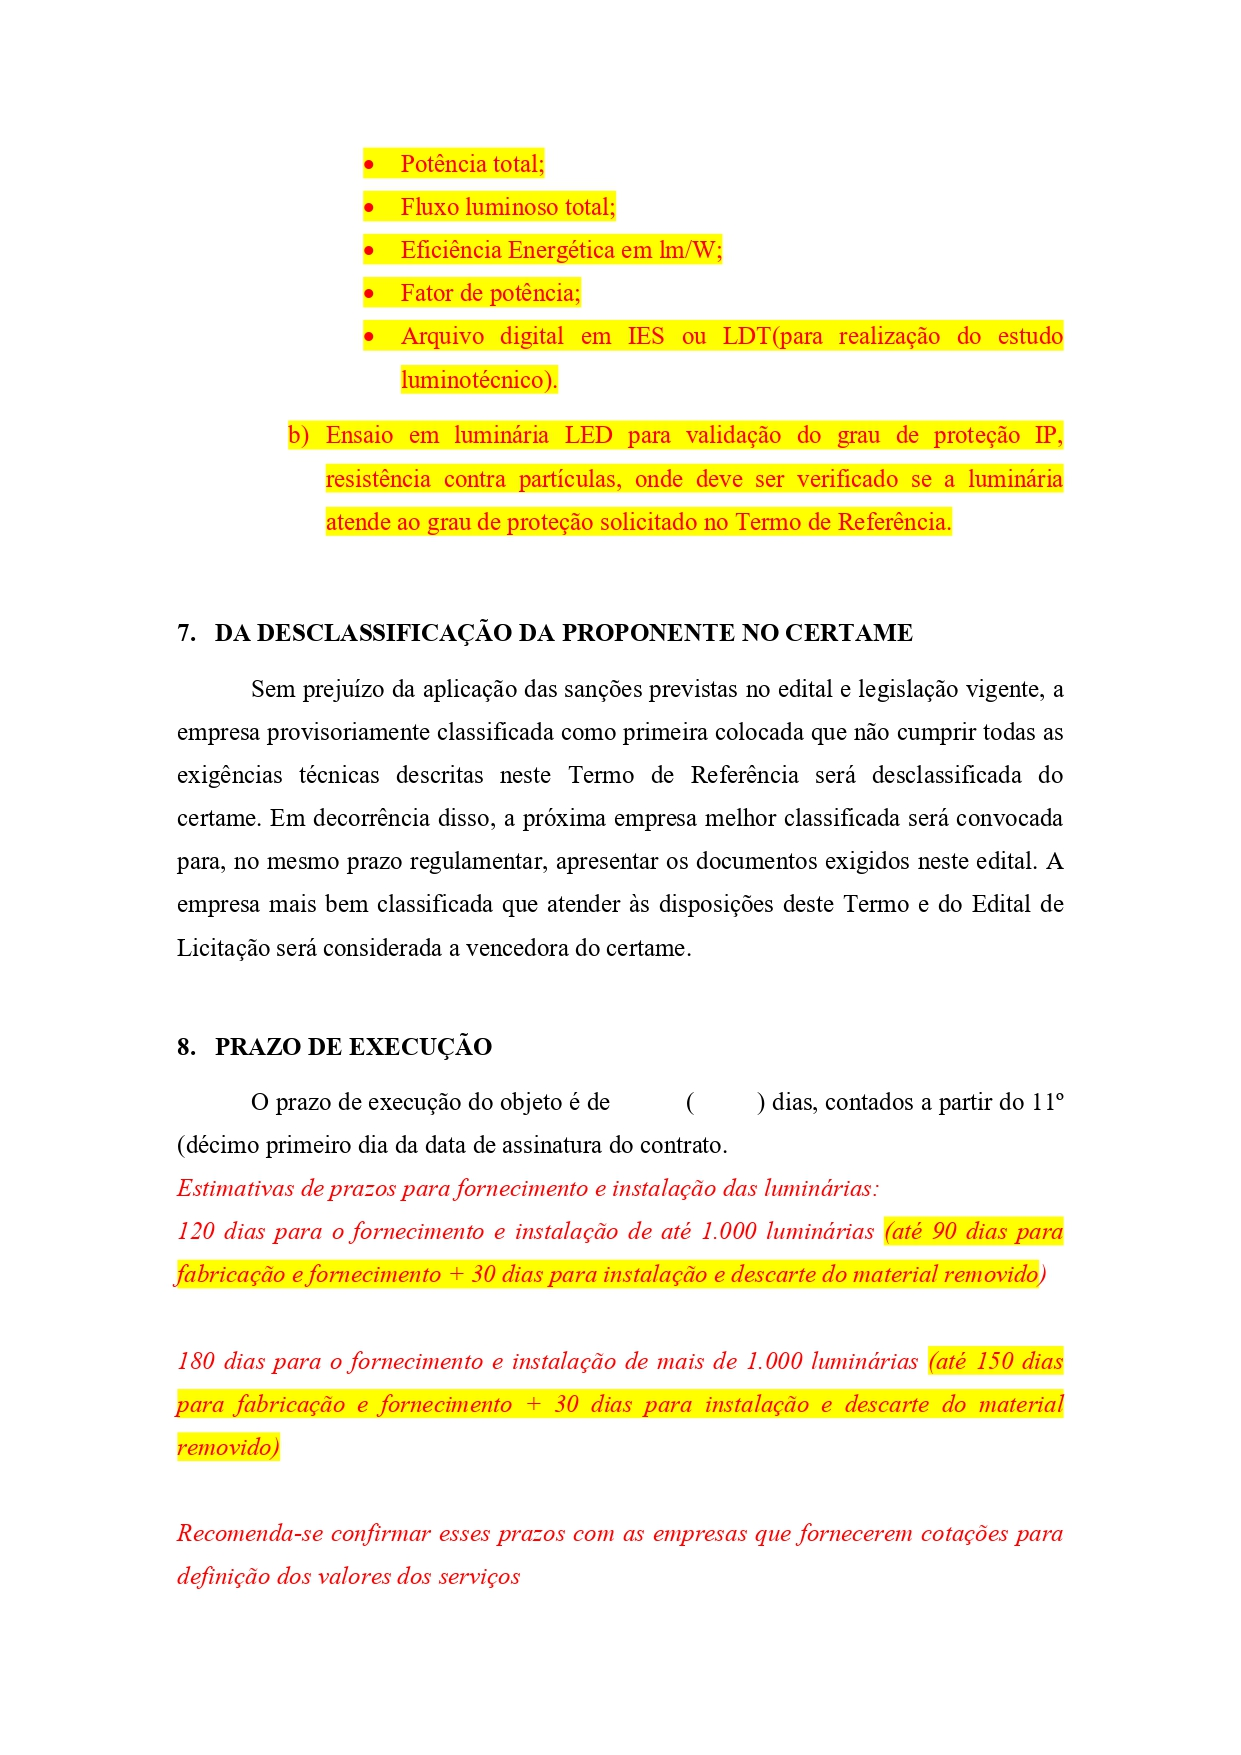 • Potência total;
• Fluxo luminoso total;
• Eficiência Energética em lm/W;
• Fator de potência;
• Arquivo digital em IES ou LDT(para realização do estudo
luminotécnico).
b) Ensaio em luminária LED para validação do grau de proteção IP,
resistência contra partículas, onde deve ser verificado se a luminária
atende ao grau de proteção solicitado no Termo de Referência.
7. DA DESCLASSIFICAÇÃO DA PROPONENTE NO CERTAME
Sem prejuízo da aplicação das sanções previstas no edital e legislação vigente, a
empresa provisoriamente classificada como primeira colocada que não cumprir todas as
exigências técnicas descritas neste Termo de Referência será desclassificada do
certame. Em decorrência disso, a próxima empresa melhor classificada será convocada
para, no mesmo prazo regulamentar, apresentar os documentos exigidos neste edital. A
empresa mais bem classificada que atender às disposições deste Termo e do Edital de
Licitação será considerada a vencedora do certame.
8. PRAZO DE EXECUÇÃO
O prazo de execução do objeto é de ( ) dias, contados a partir do 11º
(décimo primeiro dia da data de assinatura do contrato.
Estimativas de prazos para fornecimento e instalação das luminárias:
120 dias para o fornecimento e instalação de até 1.000 luminárias (até 90 dias para
fabricação e fornecimento + 30 dias para instalação e descarte do material removido)
180 dias para o fornecimento e instalação de mais de 1.000 luminárias (até 150 dias
para fabricação e fornecimento + 30 dias para instalação e descarte do material
removido)
Recomenda-se confirmar esses prazos com as empresas que fornecerem cotações para
definição dos valores dos serviços